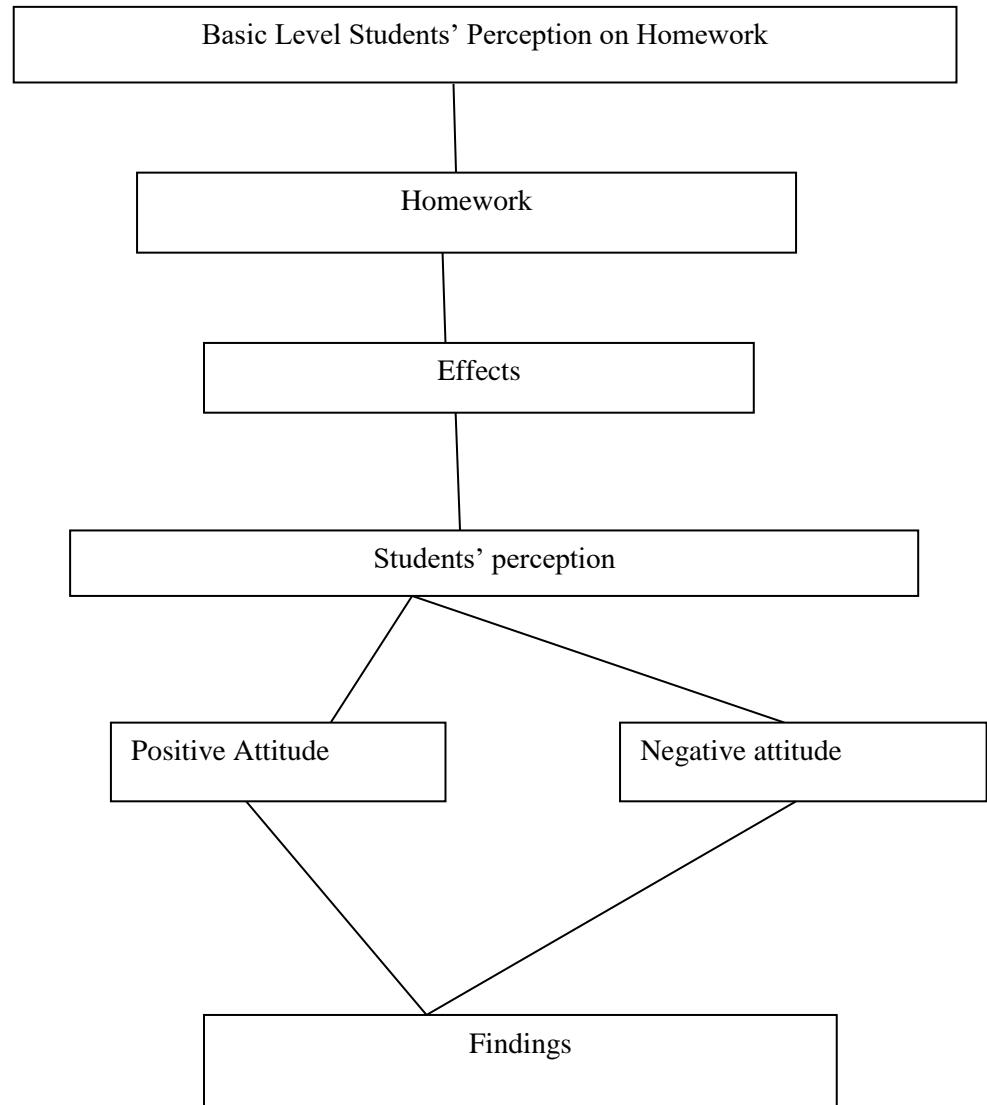 Basic Level Students’ Perception on Homework
Homework
Effects
Students’ perception
Positive Attitude
Negative attitude
Findings